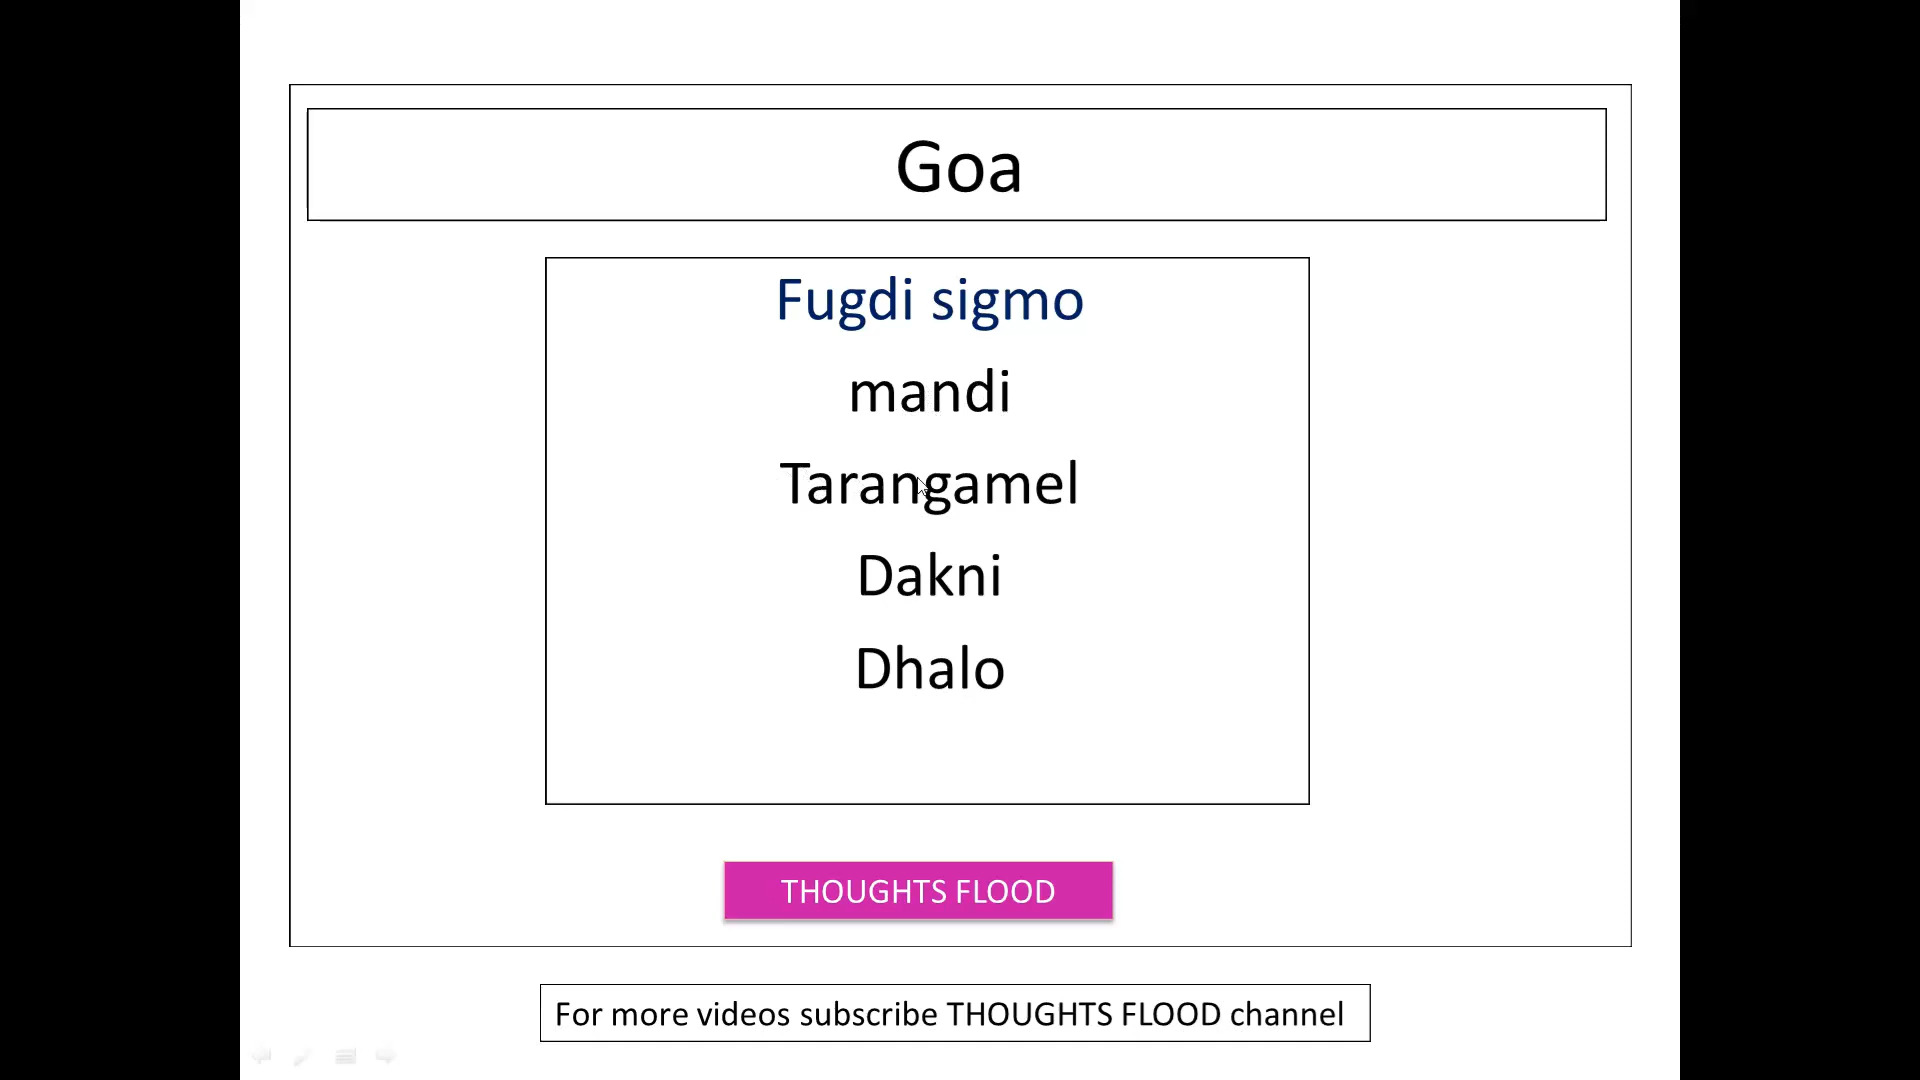 Goa
Fugdi sigmo
mandi
Tarangamel
Dakni
Dhalo
THOUGHTS FLOOD
For more videos subscribe THOUGHTS FLOOD channel